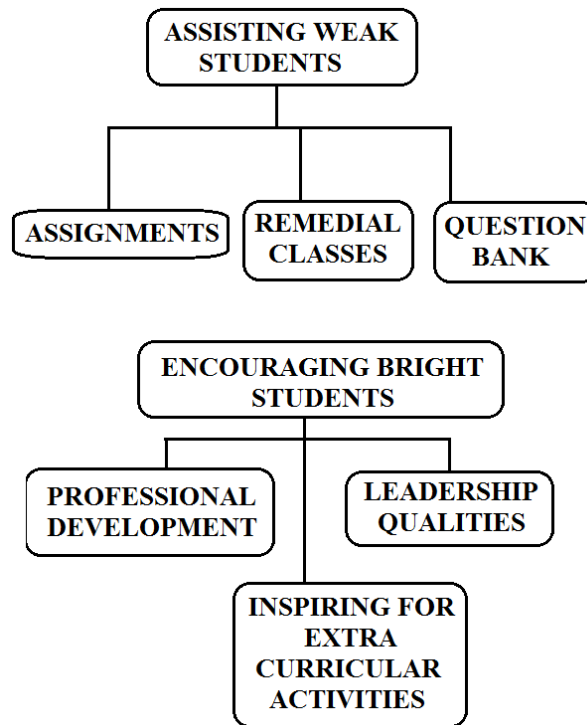 ASSISTING WEAK
STUDENTS
ASSIGNMENTS
REMEDIAL
CLASSES
QUESTION
BANK
ENCOURAGING BRIGHT
STUDENTS
PROFESSIONAL
DEVELOPMENT
LEADERSHIP
QUALITIES
INSPIRING FOR
EXTRA
CURRICULAR
ACTIVITIES